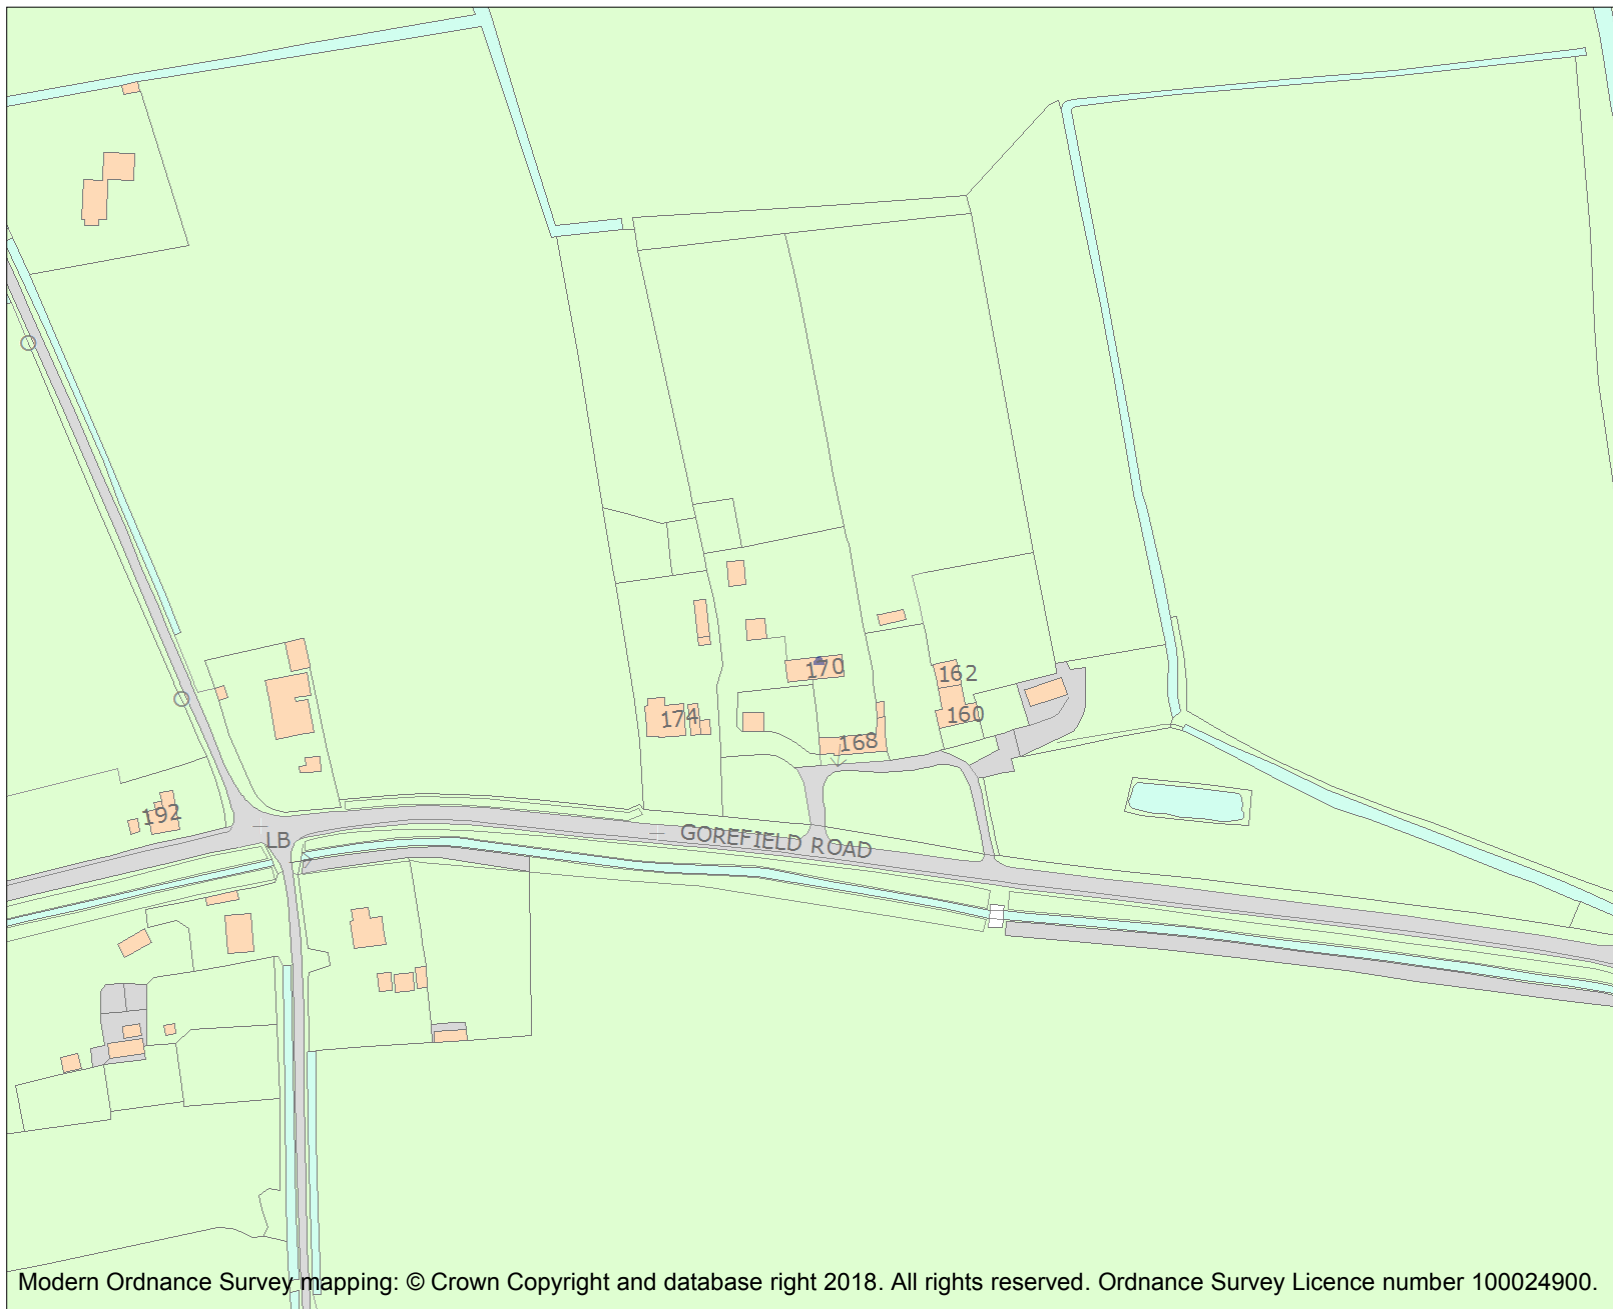 170
162
174
160
168
192
LB
GOREFIELD ROAD
Modern Ordnance Survey mapping: © Crown Copyright and database right 2018. All rights reserved. Ordnance Survey Licence number 100024900.